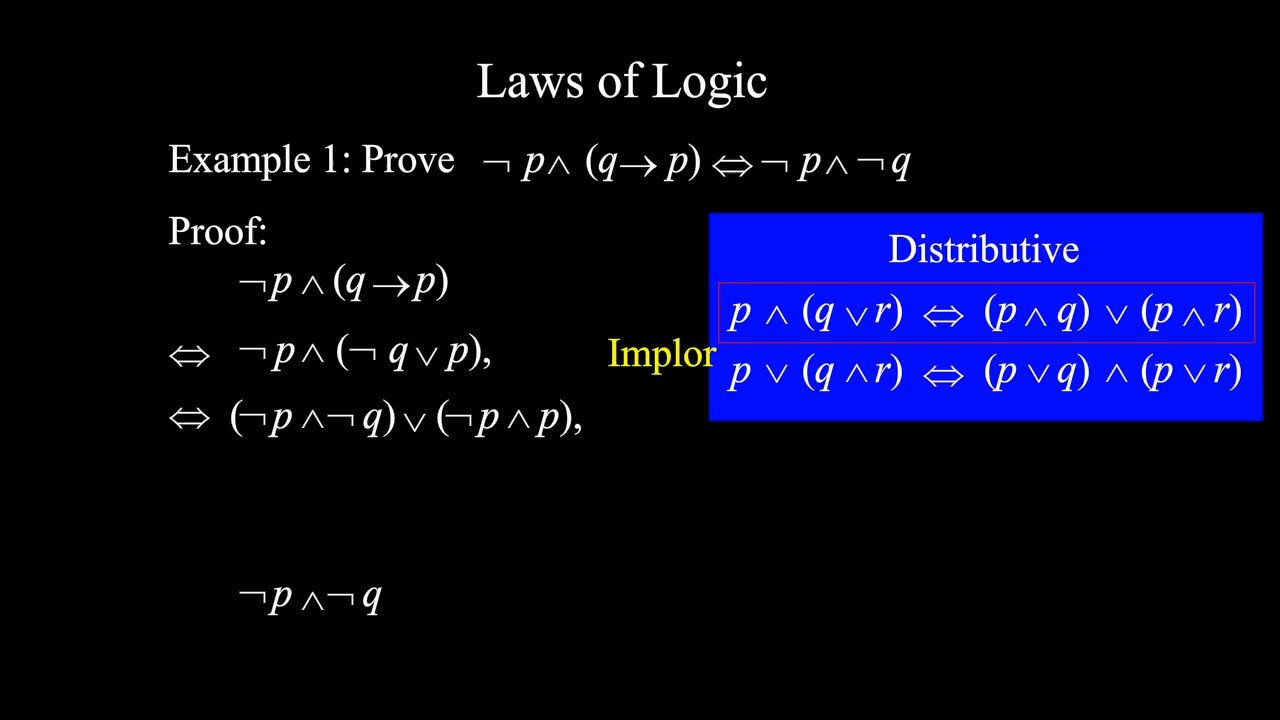 Laws of Logic
Example 1: Prove ¬ p ∧ (q → p) ⇔ ¬ p ∧ ¬ q
Proof:
¬ p ∧ (q → p)
⇔ ¬ p ∧ (¬ q ∨ p), Implor
⇔ (¬ p ∧ ¬ q) ∨ (¬ p ∧ p),
¬ p ∧ ¬ q
Distributive
p ∧ (q ∨ r) ⇔ (p ∧ q) ∨ (p ∧ r)
p ∨ (q ∧ r) ⇔ (p ∨ q) ∧ (p ∨ r)